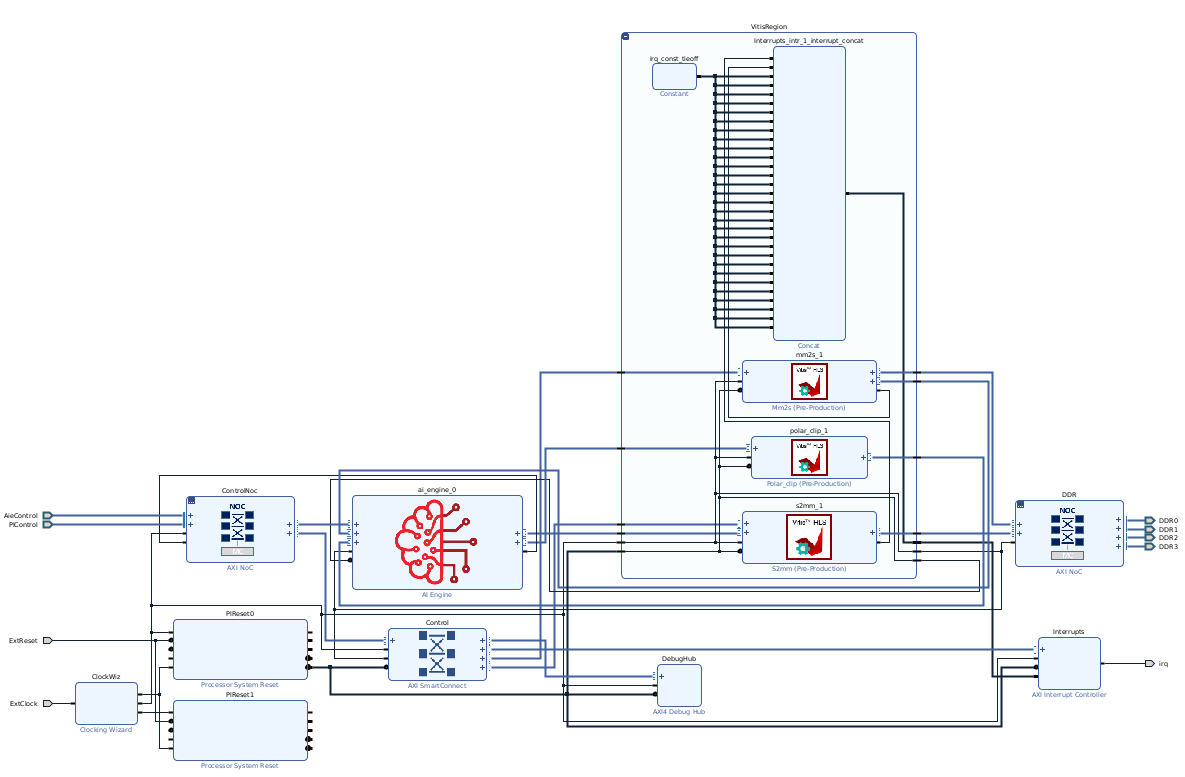 VitisRegion
Interrupts_intr_1_interrupt_concat
irq_const_tieoff
Constant
Concat
mm2s_1
Vitis™ HLS
Mm2s (Pre-Production)
polar_clip_1
Vitis™ HLS
Polar_clip (Pre-Production)
s2mm_1
Vitis™ HLS
S2mm (Pre-Production)
ControlNoc
NOC
AXI NoC
AieControl
PlControl
ai_engine_0
AI Engine
DDR
NOC
AXI NoC
DDR0
DDR1
DDR2
DDR3
PlReset0
Processor System Reset
ExtReset
Control
AXI SmartConnect
DebugHub
AXI4 Debug Hub
Interrupts
AXI Interrupt Controller
irq
ClockWiz
Clocking Wizard
ExtClock
PlReset1
Processor System Reset